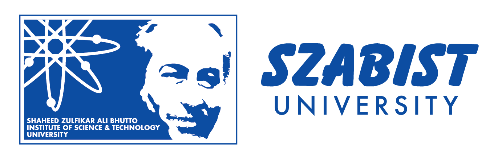 SHAHEED ZULFIKAR ALI BHUTTO
INSTITUTE OF SCIENCE & TECHNOLOGY
UNIVERSITY
SZABIST
UNIVERSITY